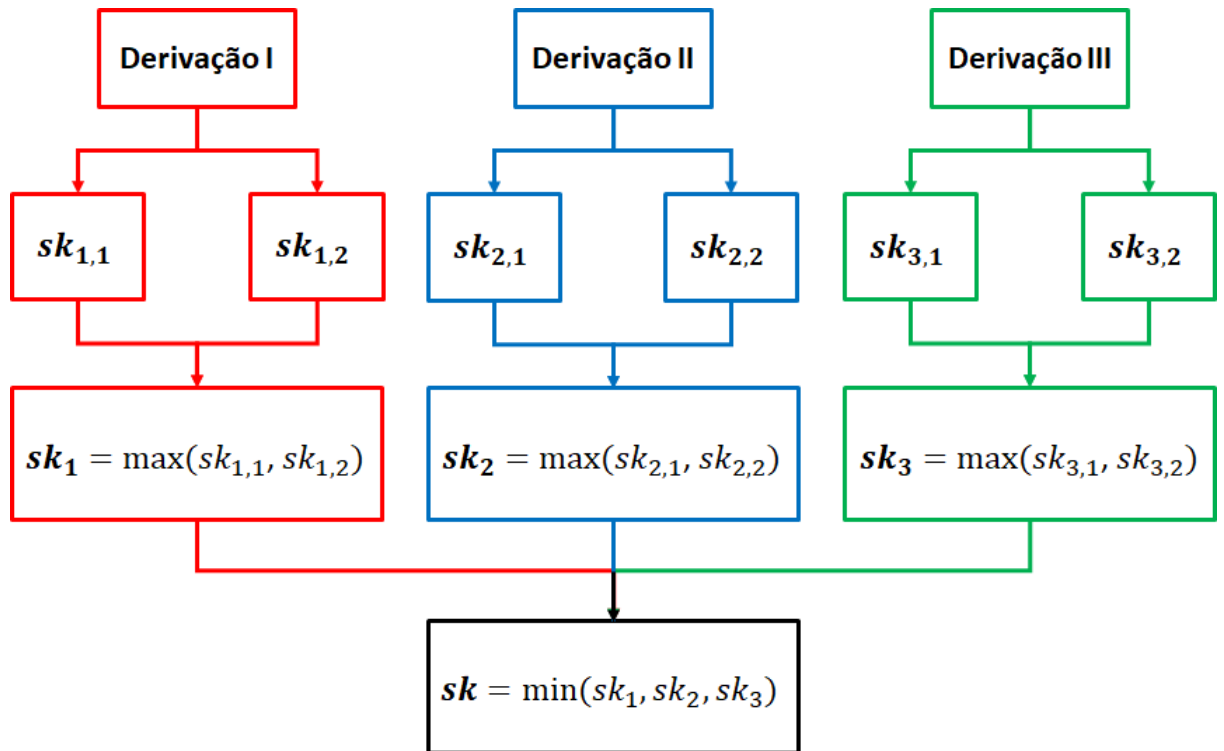 Derivação I
Derivação II
Derivação III
sk₁,₁
sk₁,₂
sk₂,₁
sk₂,₂
sk₃,₁
sk₃,₂
sk₁ = max(sk₁,₁, sk₁,₂)
sk₂ = max(sk₂,₁, sk₂,₂)
sk₃ = max(sk₃,₁, sk₃,₂)
sk = min(sk₁, sk₂, sk₃)